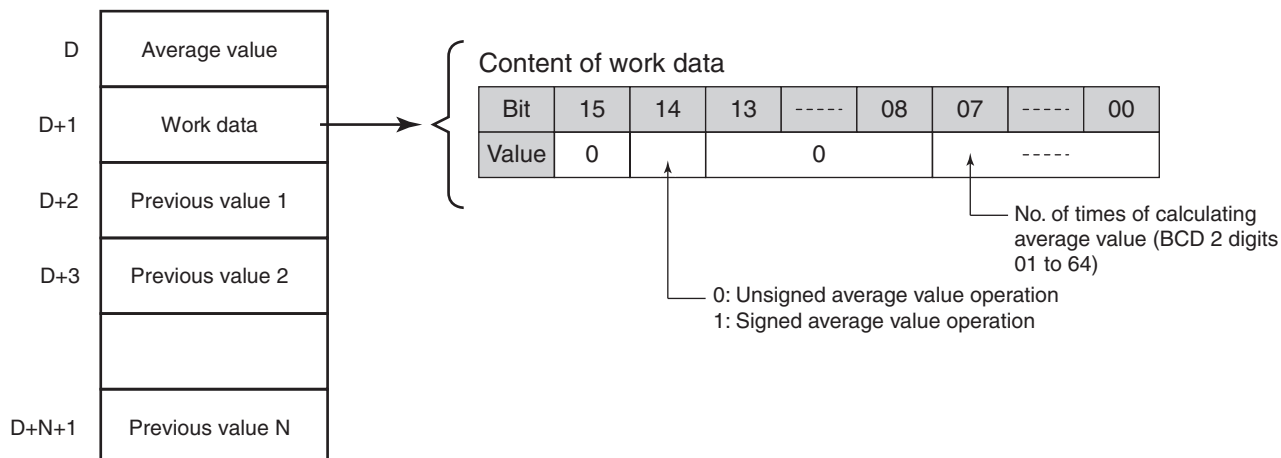 D
Average value
D+1
Work data
D+2
Previous value 1
D+3
Previous value 2
D+N+1
Previous value N
Content of work data
Bit 15 14 13 ----- 08 07 ----- 00
Value 0 0 -----
No. of times of calculating
average value (BCD 2 digits
01 to 64)
0: Unsigned average value operation
1: Signed average value operation